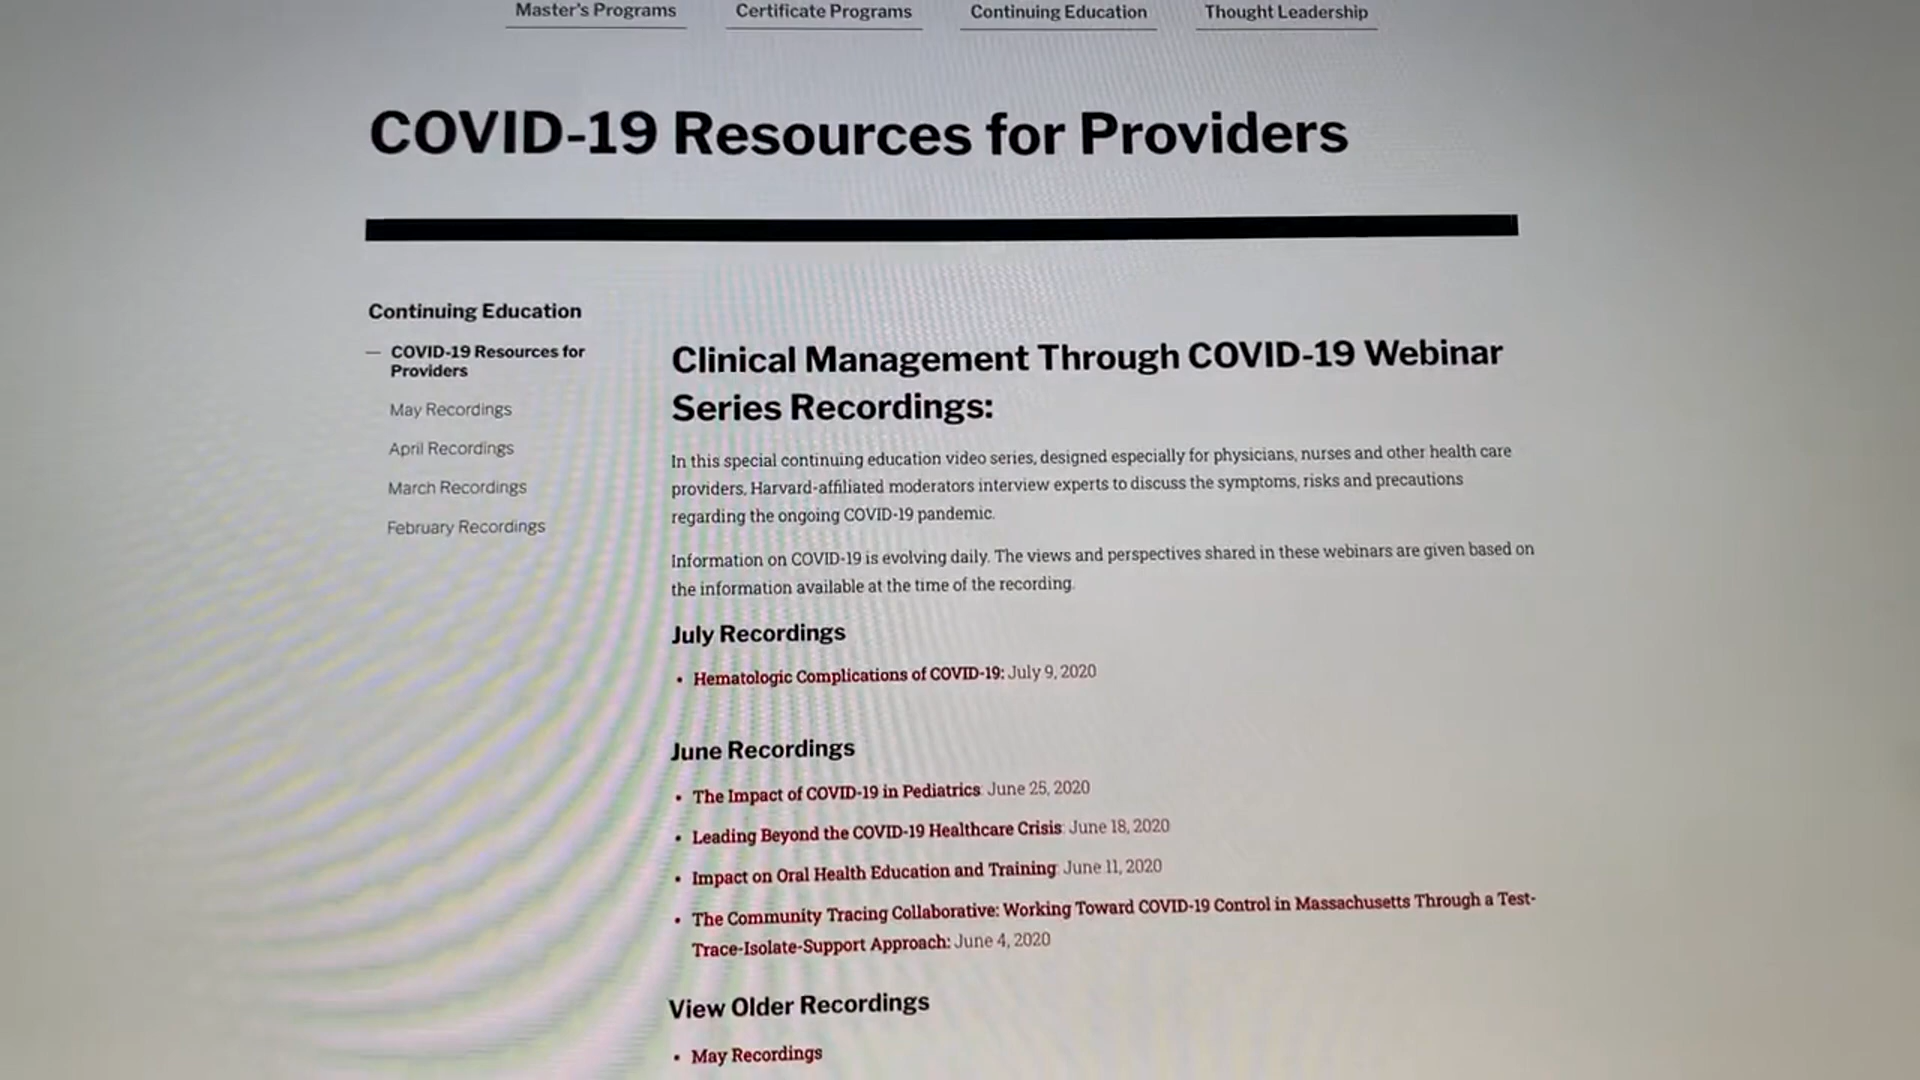 Master's Programs
Certificate Programs
Continuing Education
Thought Leadership
COVID-19 Resources for Providers
Continuing Education
— COVID-19 Resources for
Providers
May Recordings
April Recordings
March Recordings
February Recordings
Clinical Management Through COVID-19 Webinar
Series Recordings:
In this special continuing education video series, designed especially for physicians, nurses and other health care
providers, Harvard-affiliated moderators interview experts to discuss the symptoms, risks and precautions
regarding the ongoing COVID-19 pandemic.
Information on COVID-19 is evolving daily. The views and perspectives shared in these webinars are given based on
the information available at the time of the recording.
July Recordings
• Hematologic Complications of COVID-19: July 9, 2020
June Recordings
• The Impact of COVID-19 in Pediatrics: June 25, 2020
• Leading Beyond the COVID-19 Healthcare Crisis: June 18, 2020
• Impact on Oral Health Education and Training: June 11, 2020
• The Community Tracing Collaborative: Working Toward COVID-19 Control in Massachusetts Through a Test-
Trace-Isolate-Support Approach: June 4, 2020
View Older Recordings
• May Recordings